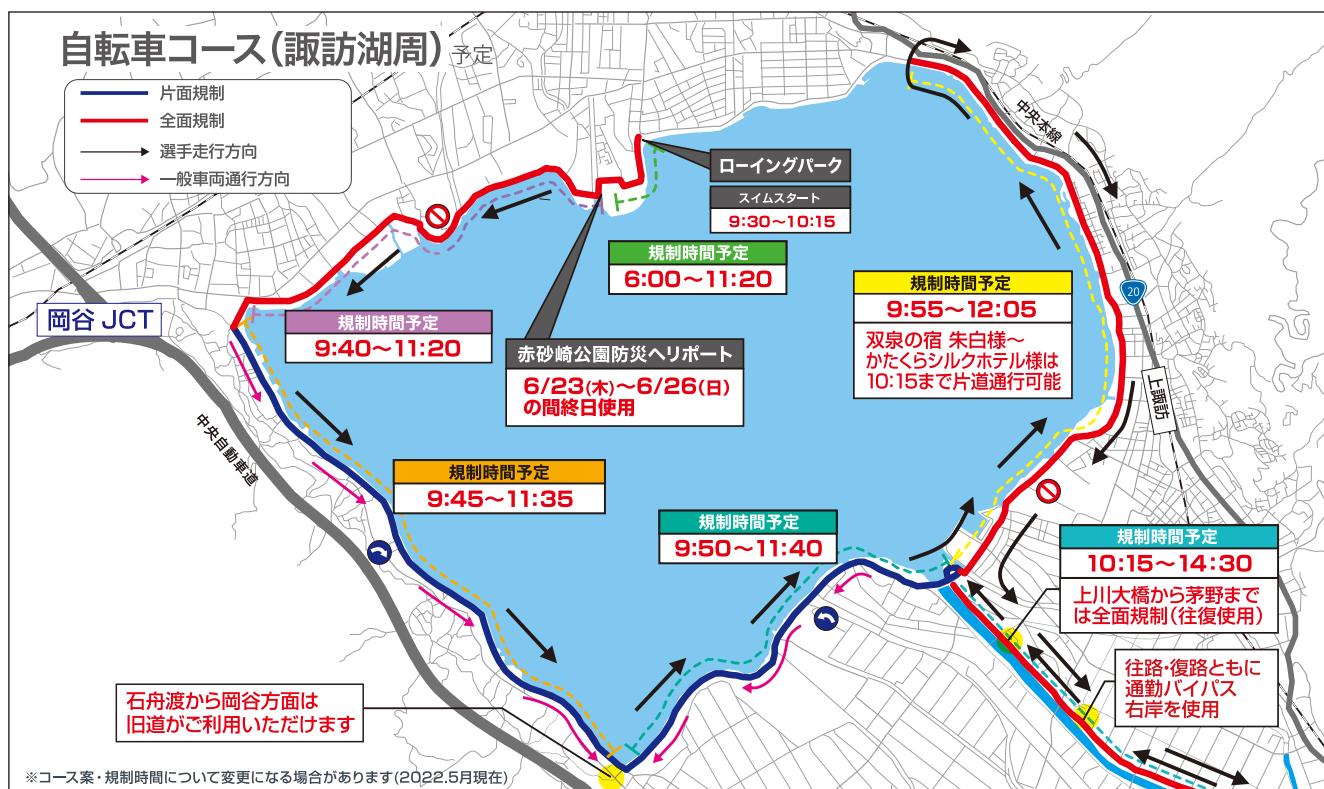 自転車コース(諏訪湖周)予定
片面規制
全面規制
選手走行方向
一般車両通行方向
中央本線
ローイングパーク
スイムスタート
9:30〜10:15
規制時間予定
6:00〜11:20
規制時間予定
9:55〜12:05
双泉の宿 朱白様〜
かたくらシルクホテル様は
10:15まで片道通行可能
20
岡谷 JCT
規制時間予定
9:40〜11:20
赤砂崎公園防災ヘリポート
6/23(木)〜6/26(日)
の間終日使用
上諏訪
中央自動車道
規制時間予定
9:45〜11:35
規制時間予定
9:50〜11:40
規制時間予定
10:15〜14:30
上川大橋から茅野まで
は全面規制(往復使用)
往路・復路ともに
通勤バイパス
右岸を使用
石舟渡から岡谷方面は
旧道がご利用いただけます
※コース案・規制時間について変更になる場合があります(2022.5月現在)